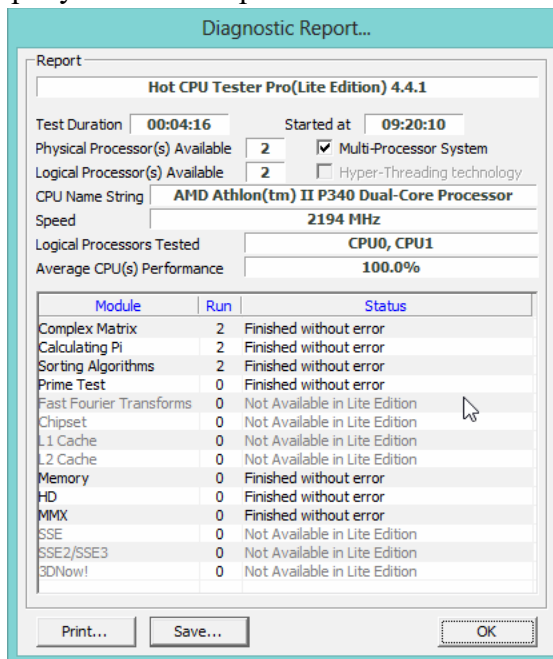 Diagnostic Report...
Report
Hot CPU Tester Pro(Lite Edition) 4.4.1
Test Duration 00:04:16 Started at 09:20:10
Physical Processor(s) Available 2 Multi-Processor System
Logical Processor(s) Available 2 Hyper-Threading technology
CPU Name String AMD Athlon(tm) II P340 Dual-Core Processor
Speed 2194 MHz
Logical Processors Tested CPU0, CPU1
Average CPU(s) Performance 100.0%
Module Run Status
Complex Matrix 2 Finished without error
Calculating Pi 2 Finished without error
Sorting Algorithms 2 Finished without error
Prime Test 0 Finished without error
Fast Fourier Transforms 0 Not Available in Lite Edition
Chipset 0 Not Available in Lite Edition
L1 Cache 0 Not Available in Lite Edition
L2 Cache 0 Not Available in Lite Edition
Memory 0 Finished without error
HD 0 Finished without error
MMX 0 Finished without error
SSE 0 Not Available in Lite Edition
SSE2/SSE3 0 Not Available in Lite Edition
3DNow! 0 Not Available in Lite Edition
Print... Save... OK